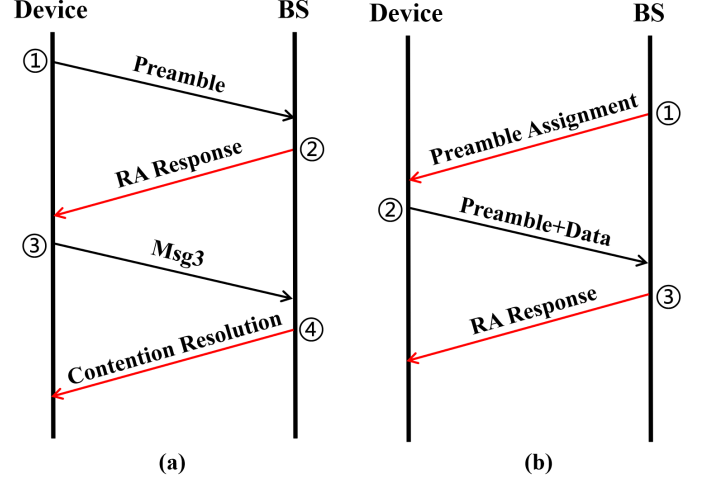 Device BS
① Preamble
RA Response ②
③ Msg3
Contention Resolution ④
(a)
Device BS
Preamble Assignment ①
② Preamble+Data
RA Response ③
(b)